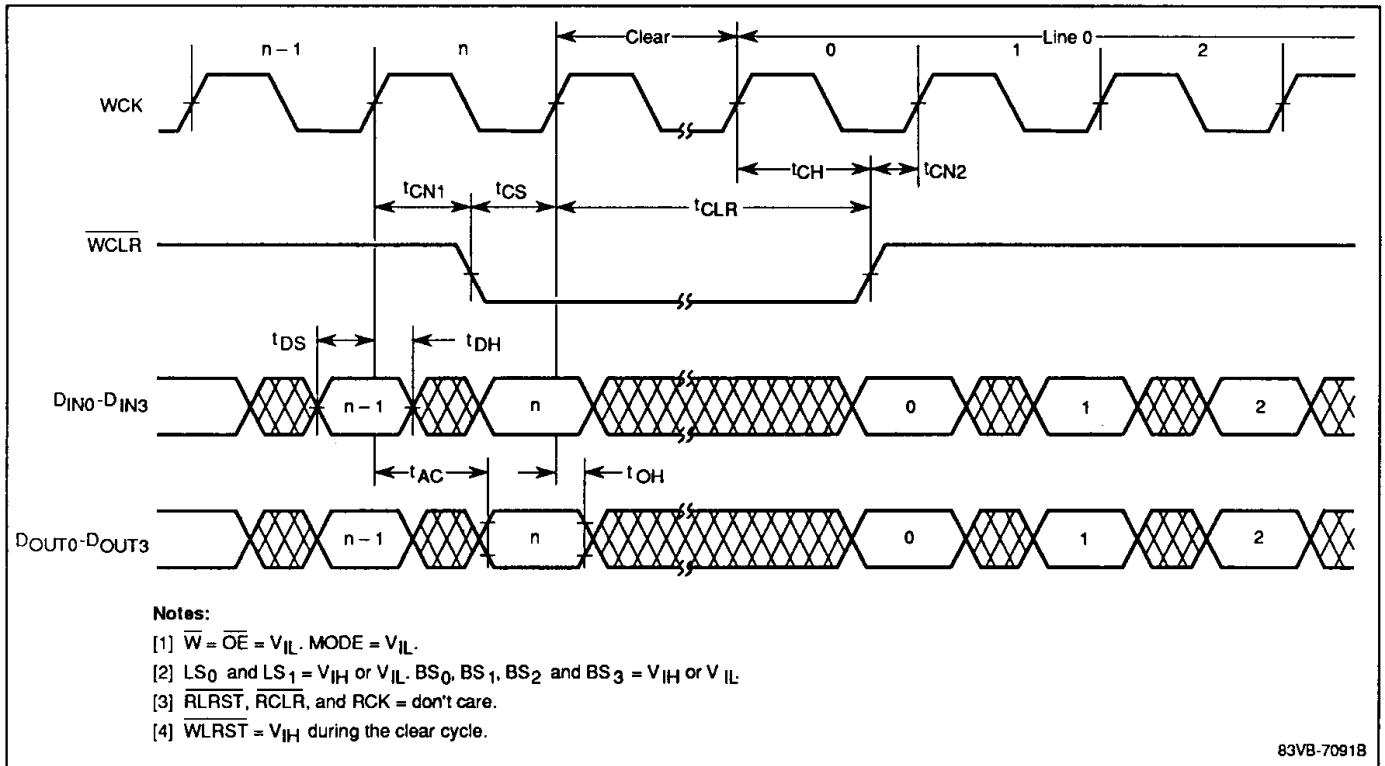 Clear
Line 0
n – 1
n
0
1
2
WCK
tCH
tCN2
tCN1
tCS
tCLR
WCLR
tDS
tDH
DIN0-DIN3
n – 1
n
0
1
2
tAC
tOH
DOUT0-DOUT3
n – 1
n
0
1
2
Notes:
[1] W = OE = VIL. MODE = VIL.
[2] LS0 and LS1 = VIH or VIL. BS0, BS1, BS2 and BS3 = VIH or VIL.
[3] RLRST, RCLR, and RCK = don't care.
[4] WLRST = VIH during the clear cycle.
83VB-7091B